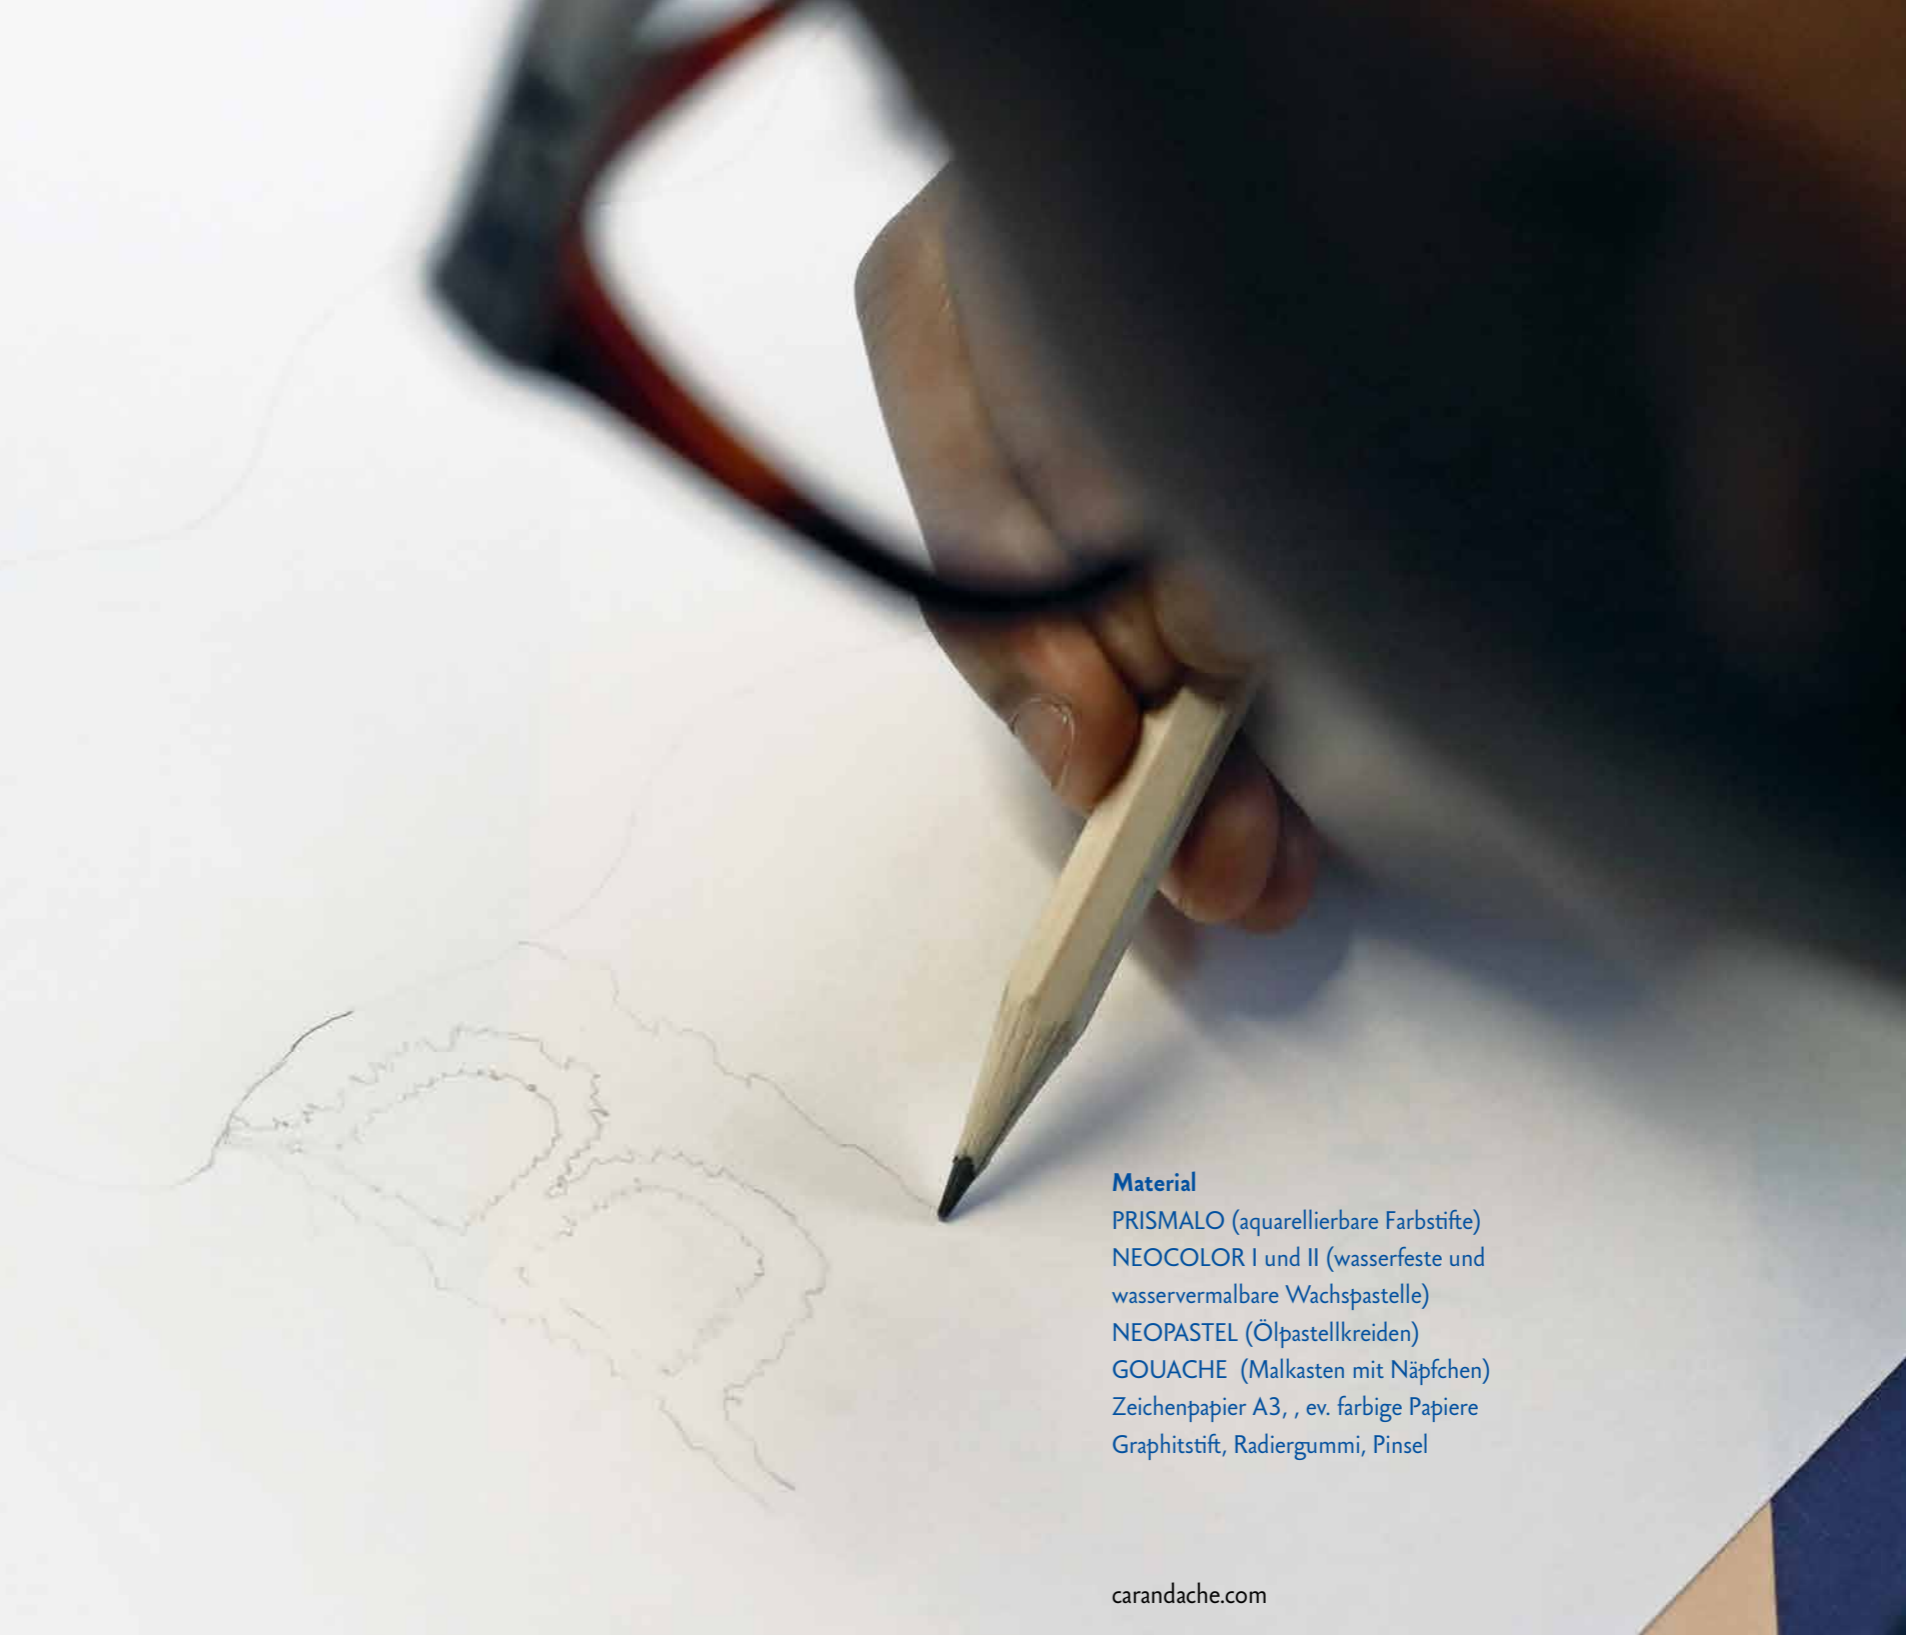 Material
PRISMALO (aquarellierbare Farbstifte)
NEOCOLOR I und II (wasserfeste und
wasservermalbare Wachspastelle)
NEOPASTEL (Ölpastellkreiden)
GOUACHE  (Malkasten mit Näpfchen)
Zeichenpapier A3, , ev. farbige Papiere
Graphitstift, Radiergummi, Pinsel
carandache.com